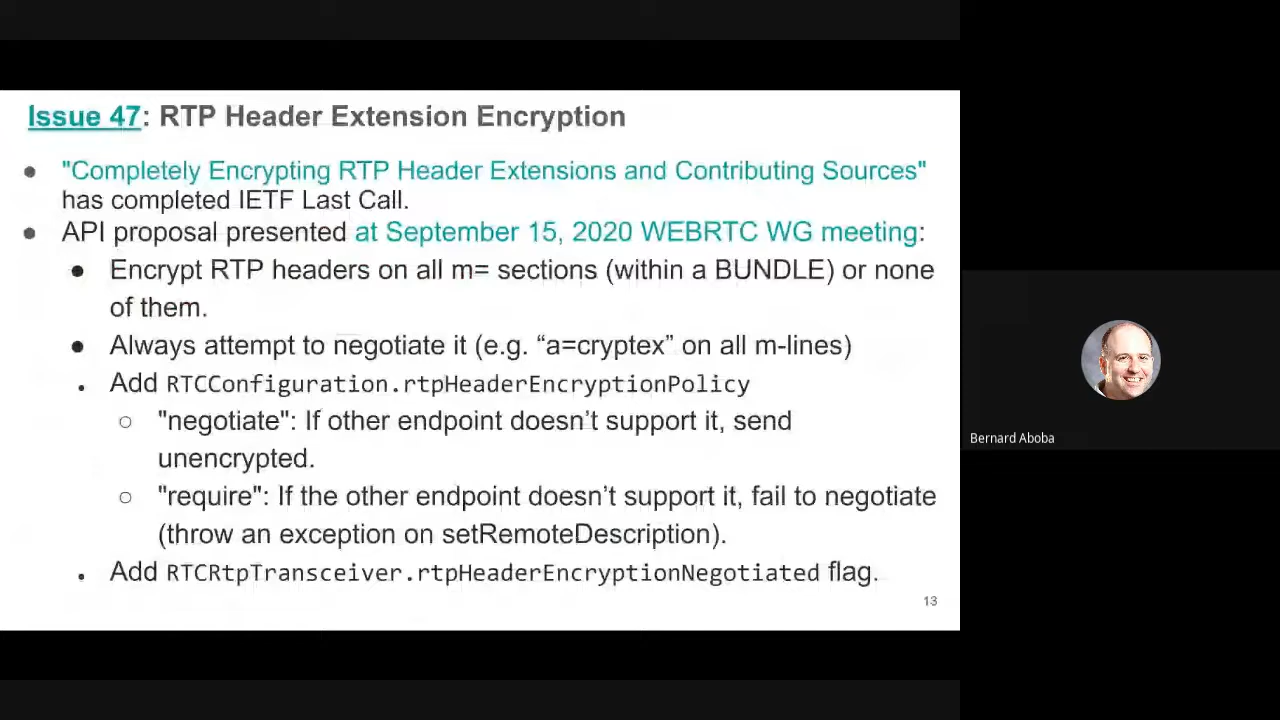 Issue 47: RTP Header Extension Encryption
● "Completely Encrypting RTP Header Extensions and Contributing Sources"
has completed IETF Last Call.
● API proposal presented at September 15, 2020 WEBRTC WG meeting:
● Encrypt RTP headers on all m= sections (within a BUNDLE) or none
of them.
● Always attempt to negotiate it (e.g. “a=cryptex” on all m-lines)
• Add RTCConfiguration.rtpHeaderEncryptionPolicy
○ "negotiate": If other endpoint doesn’t support it, send
unencrypted.
○ "require": If the other endpoint doesn’t support it, fail to negotiate
(throw an exception on setRemoteDescription).
• Add RTCRtpTransceiver.rtpHeaderEncryptionNegotiated flag.
13
Bernard Aboba